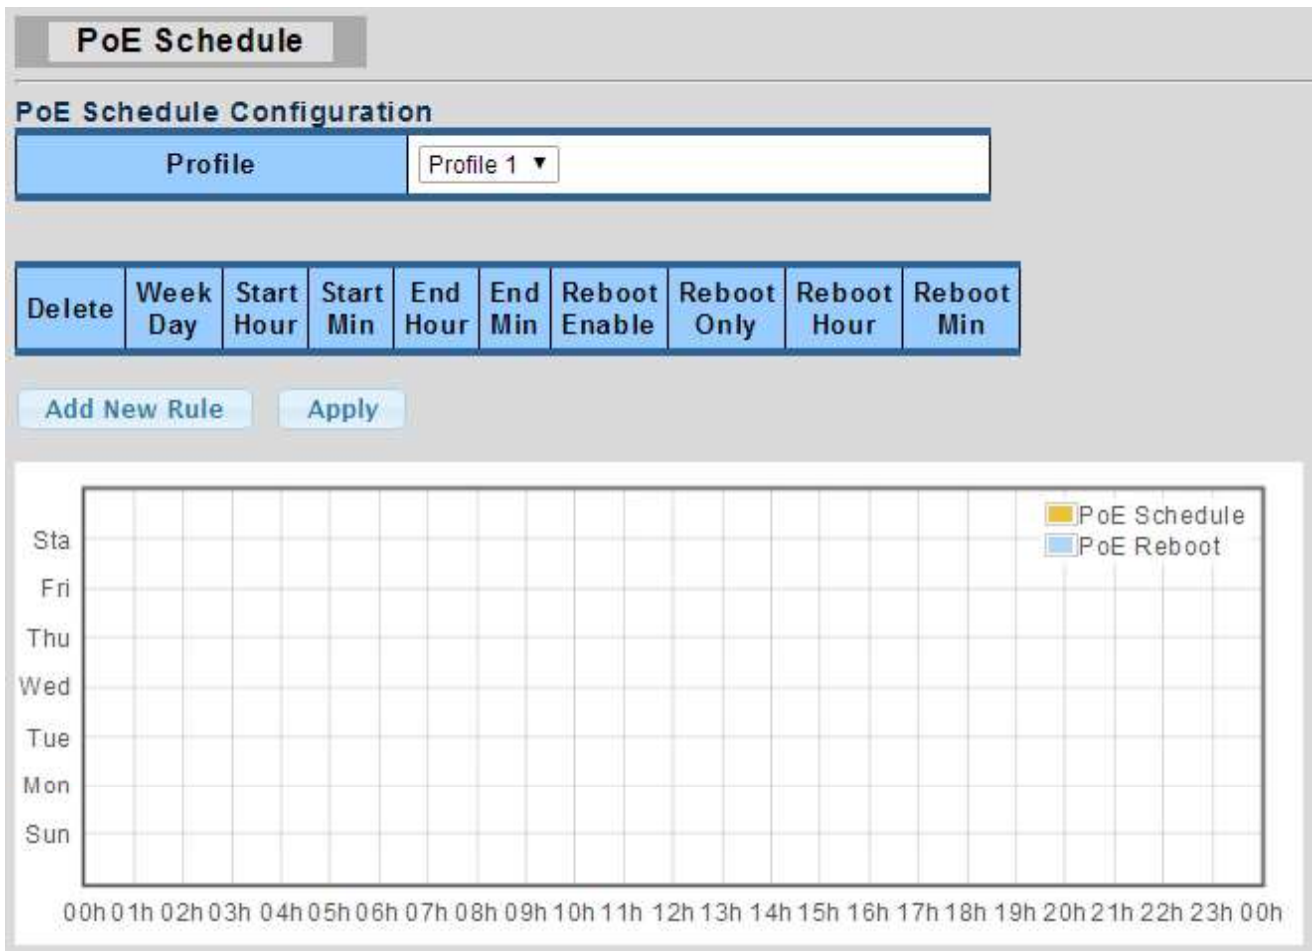 PoE Schedule
PoE Schedule Configuration
Profile
Profile 1
Delete
Week Day
Start Hour
Start Min
End Hour
End Min
Reboot Enable
Reboot Only
Reboot Hour
Reboot Min
Add New Rule
Apply
PoE Schedule
PoE Reboot
Sta
Fri
Thu
Wed
Tue
Mon
Sun
00h 01h 02h 03h 04h 05h 06h 07h 08h 09h 10h 11h 12h 13h 14h 15h 16h 17h 18h 19h 20h 21h 22h 23h 00h